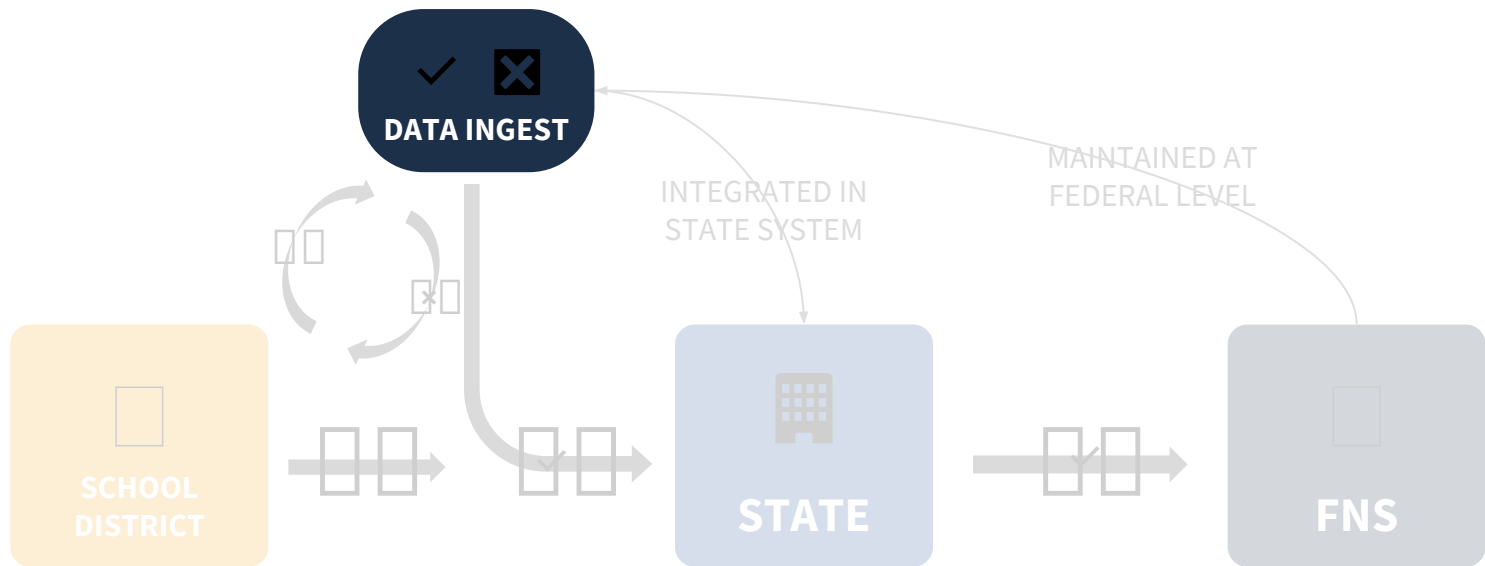 DATA INGEST
MAINTAINED AT
FEDERAL LEVEL
INTEGRATED IN
STATE SYSTEM
SCHOOL
DISTRICT
STATE
FNS